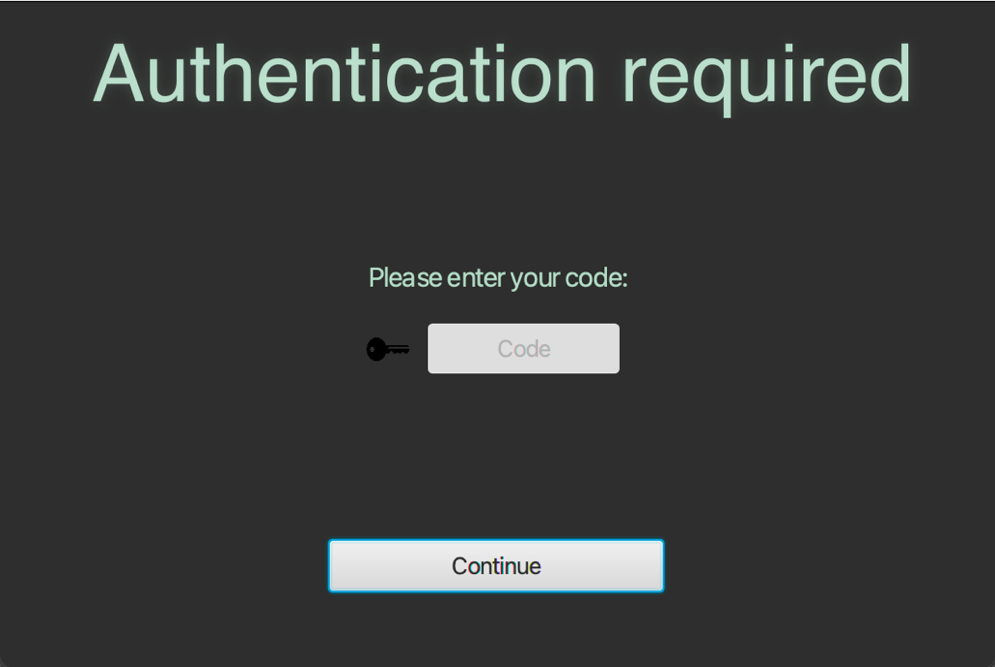 Authentication required
Please enter your code:
Code
Continue